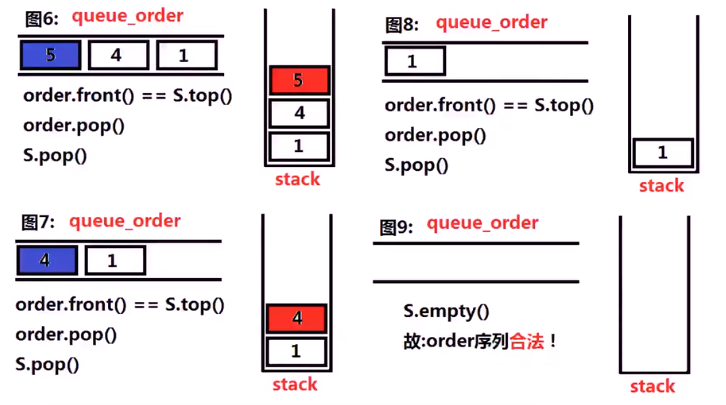 图6: queue_order
5 4 1
order.front() == S.top()
order.pop()
S.pop()
5
4
1
stack
图8: queue_order
1
order.front() == S.top()
order.pop()
S.pop()
1
stack
图7: queue_order
4 1
order.front() == S.top()
order.pop()
S.pop()
4
1
stack
图9: queue_order
S.empty()
故:order序列合法！
stack